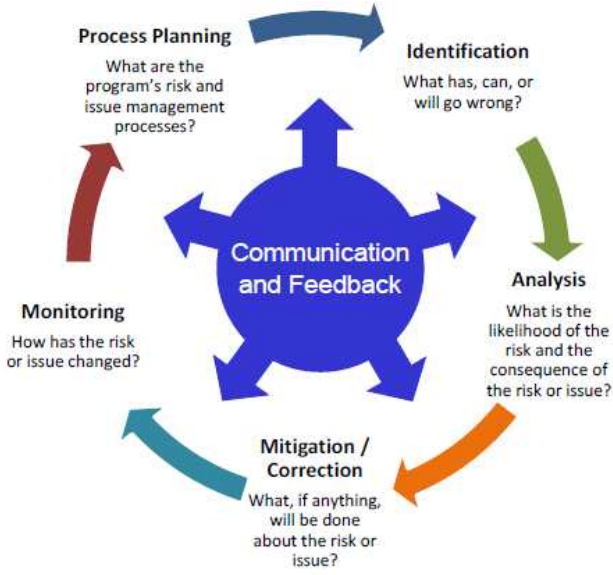 Process Planning
What are the
program's risk and
issue management
processes?
Identification
What has, can, or
will go wrong?
Communication
and Feedback
Analysis
What is the
likelihood of the
risk and the
consequence of
the risk or issue?
Mitigation /
Correction
What, if anything,
will be done
about the risk or
issue?
Monitoring
How has the risk
or issue changed?